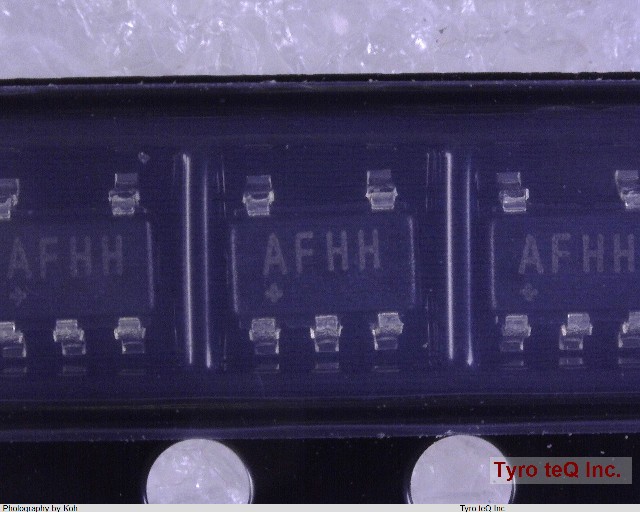 AFHH
AFHH
AFHH
Tyro teQ Inc.
Photography by Koh
Tyro teQ Inc